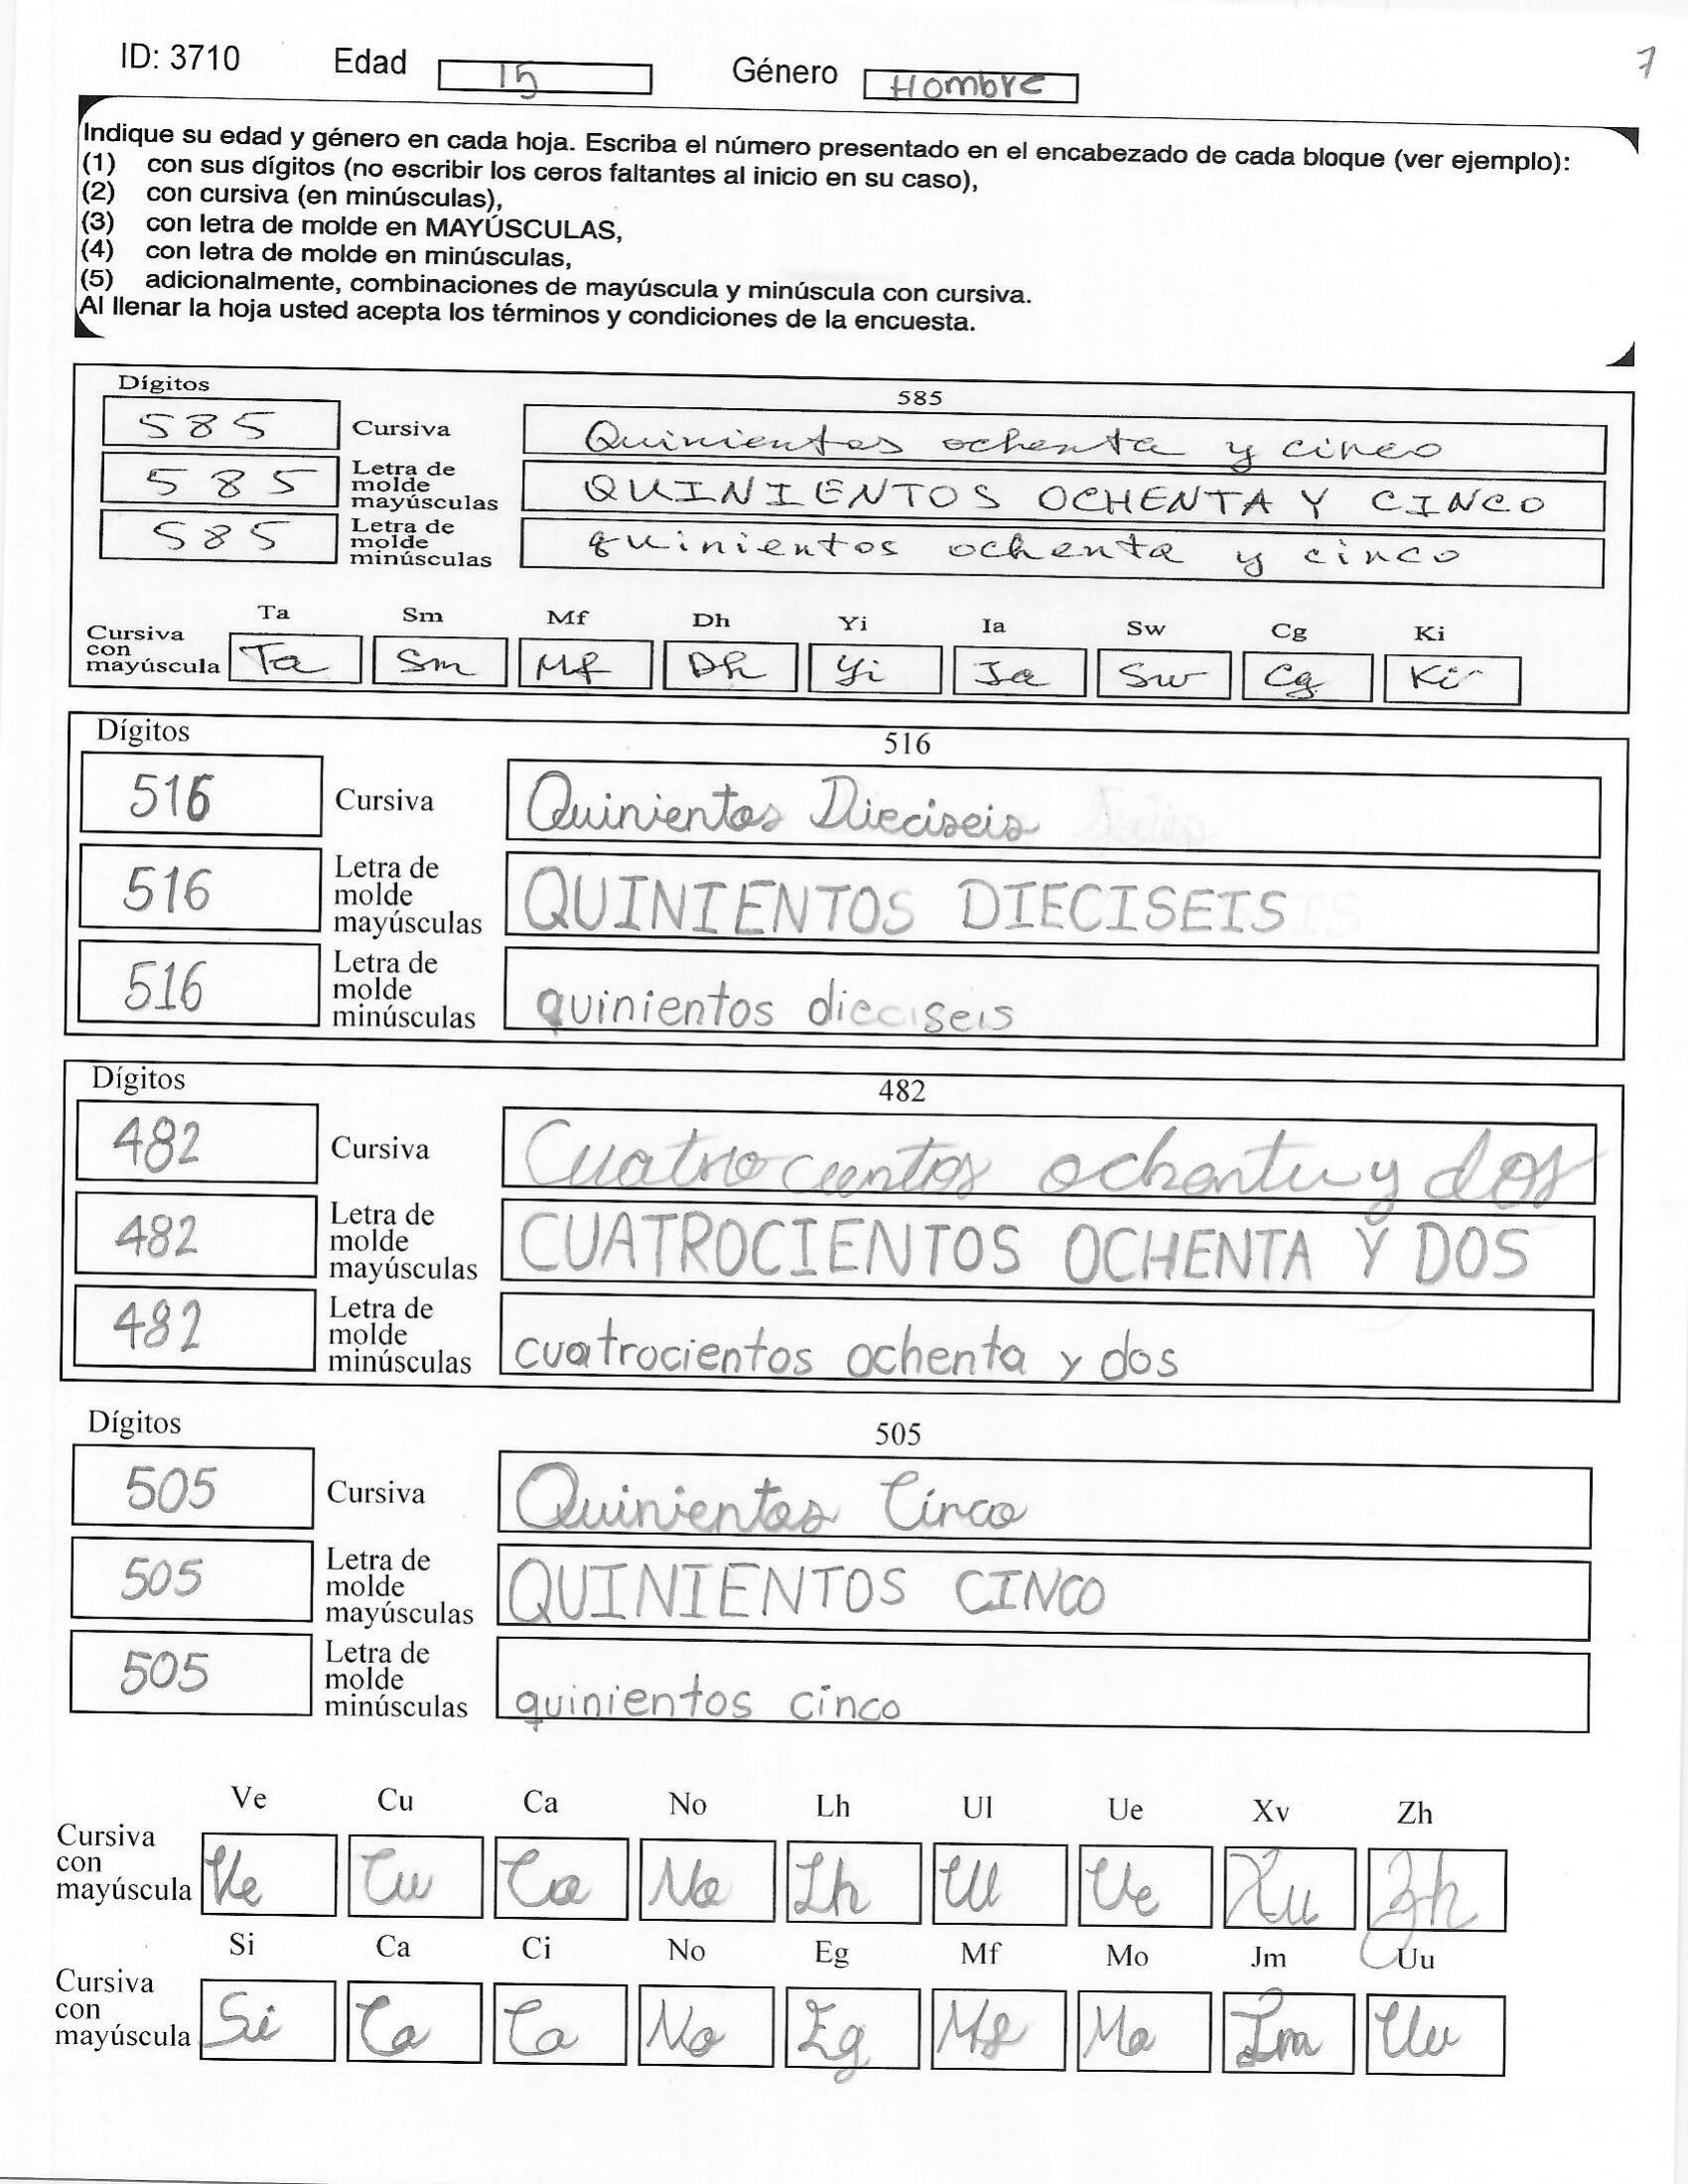 ID: 3710 Edad 15 Género Hombre 7
Indique su edad y género en cada hoja. Escriba el número presentado en el encabezado de cada bloque (ver ejemplo):
(1) con sus dígitos (no escribir los ceros faltantes al inicio en su caso),
(2) con cursiva (en minúsculas),
(3) con letra de molde en MAYÚSCULAS,
(4) con letra de molde en minúsculas,
(5) adicionalmente, combinaciones de mayúscula y minúscula con cursiva.
Al llenar la hoja usted acepta los términos y condiciones de la encuesta.
Dígitos 585
585 Cursiva Quinientos ochenta y cinco
585 Letra de molde mayúsculas QUINIENTOS OCHENTA Y CINCO
585 Letra de molde minúsculas quinientos ochenta y cinco
Ta Sm Mf Dh Yi Ia Sw Cg Ki
Cursiva con mayúscula Ta Sm Mf Dh Yi Ia Sw Cg Ki
Dígitos 516
516 Cursiva Quinientos Dieciseis
516 Letra de molde mayúsculas QUINIENTOS DIECISEIS
516 Letra de molde minúsculas quinientos dieciseis
Dígitos 482
482 Cursiva Cuatrocientos ochenta y dos
482 Letra de molde mayúsculas CUATROCIENTOS OCHENTA Y DOS
482 Letra de molde minúsculas cuatrocientos ochenta y dos
Dígitos 505
505 Cursiva Quinientos Cinco
505 Letra de molde mayúsculas QUINIENTOS CINCO
505 Letra de molde minúsculas quinientos cinco
Ve Cu Ca No Lh Ul Ue Xv Zh
Cursiva con mayúscula Ve Cu Ca No Lh Ul Ue Xu Zh
Si Ca Ci No Eg Mf Mo Jm Uu
Cursiva con mayúscula Si Ca Ca No Eg Mf Mo Jm Uu